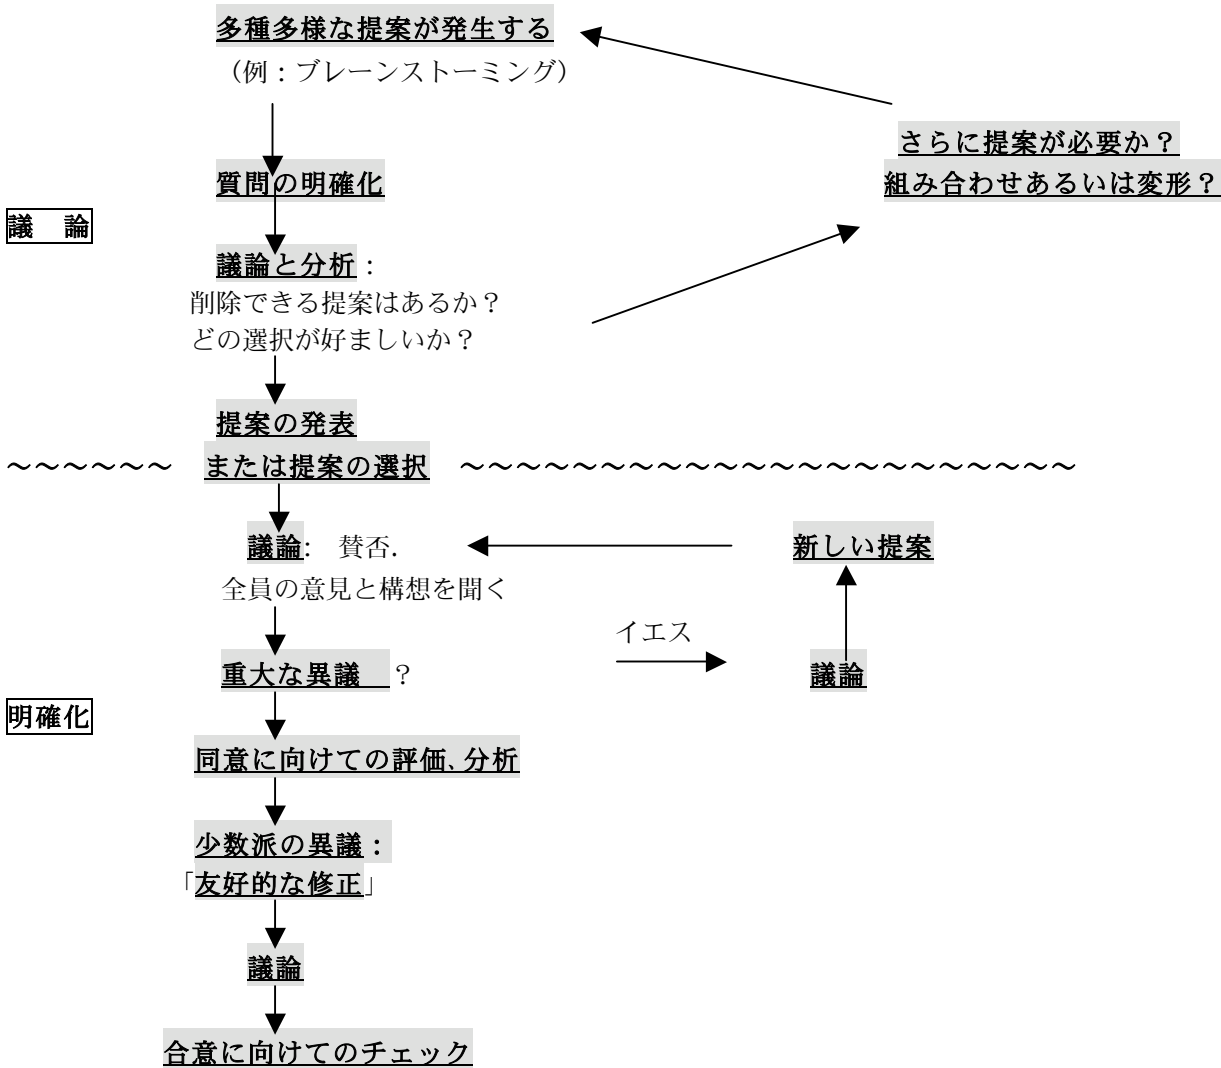 多種多様な提案が発生する
（例：ブレーンストーミング）
さらに提案が必要か？
組み合わせあるいは変形？
質問の明確化
議　論
議論と分析：
削除できる提案はあるか？
どの選択が好ましいか？
提案の発表
～～～～～～ または提案の選択 ～～～～～～～～～～～～～～～～～～～～～～
議論:　賛否.
新しい提案
全員の意見と構想を聞く
イエス
重大な異議　？
議論
明確化
同意に向けての評価、分析
少数派の異議：
「友好的な修正」
議論
合意に向けてのチェック